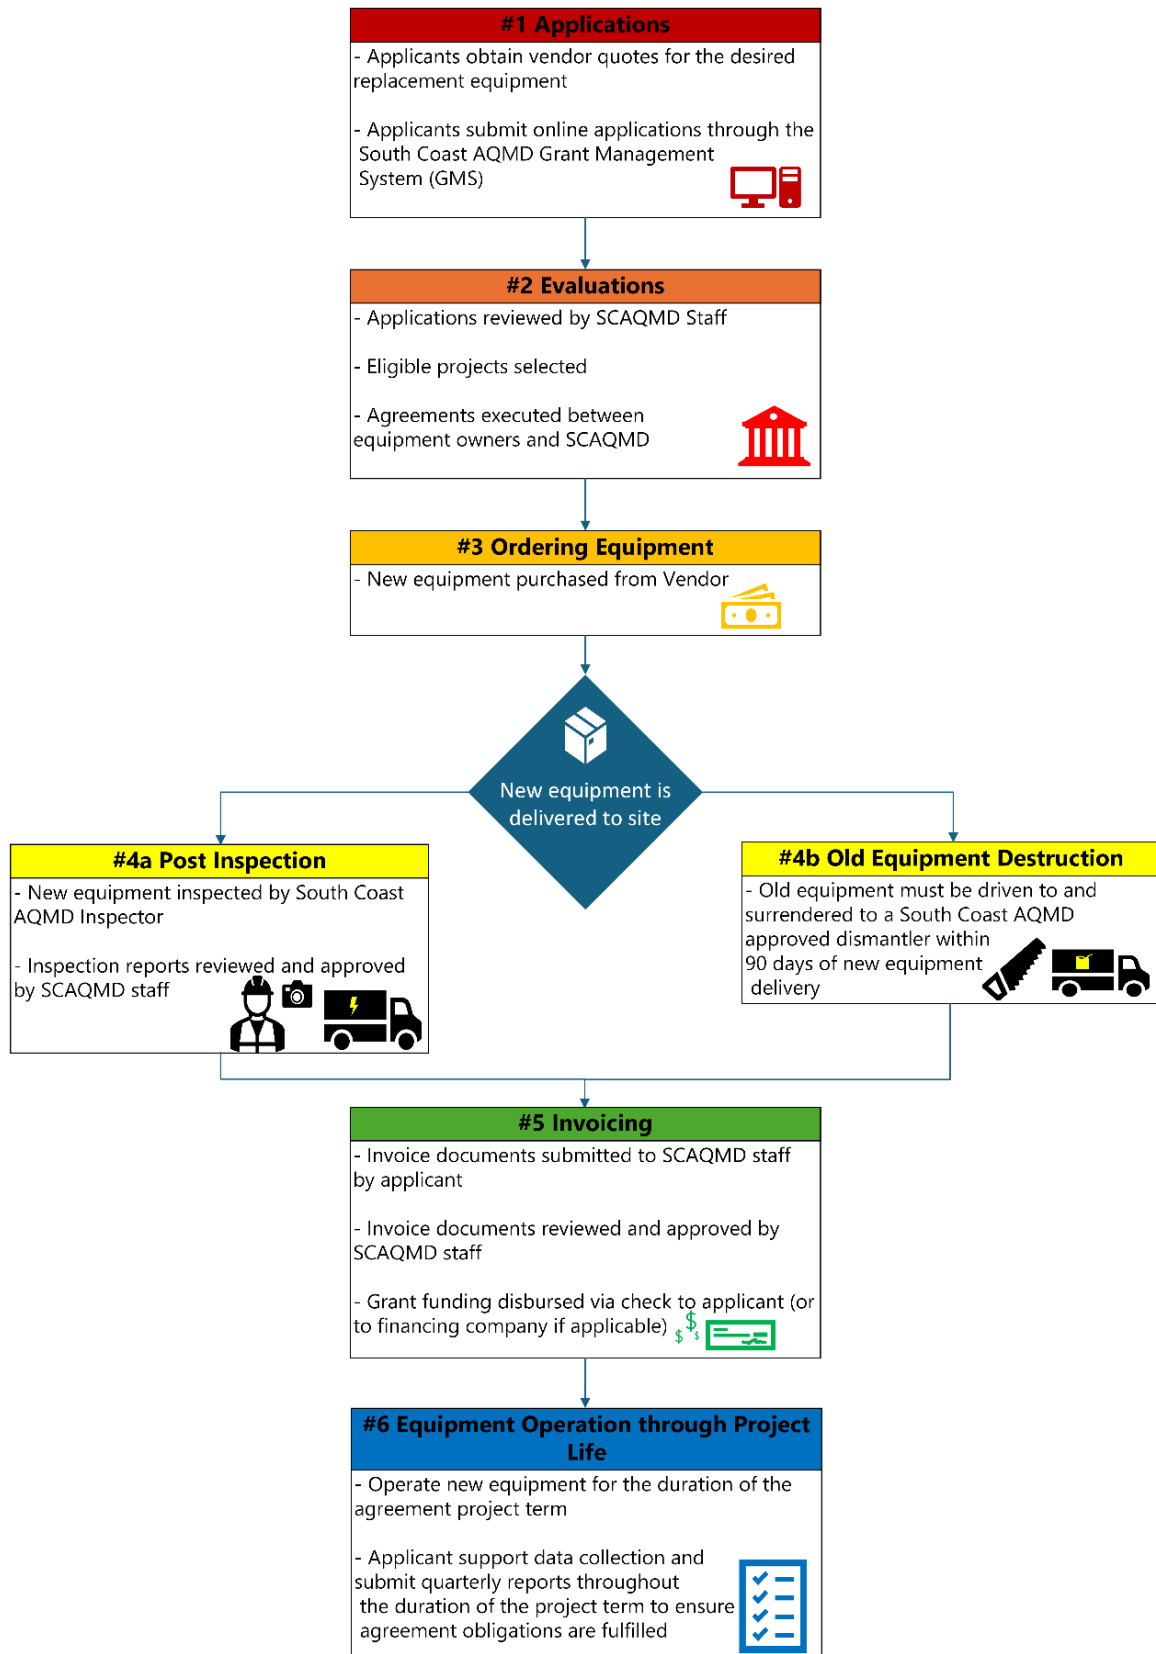 #1 Applications
- Applicants obtain vendor quotes for the desired
replacement equipment
- Applicants submit online applications through the
South Coast AQMD Grant Management
System (GMS)
#2 Evaluations
- Applications reviewed by SCAQMD Staff
- Eligible projects selected
- Agreements executed between
equipment owners and SCAQMD
#3 Ordering Equipment
- New equipment purchased from Vendor
New equipment is
delivered to site
#4a Post Inspection
- New equipment inspected by South Coast
AQMD Inspector
- Inspection reports reviewed and approved
by SCAQMD staff
#4b Old Equipment Destruction
- Old equipment must be driven to and
surrendered to a South Coast AQMD
approved dismantler within
90 days of new equipment
delivery
#5 Invoicing
- Invoice documents submitted to SCAQMD staff
by applicant
- Invoice documents reviewed and approved by
SCAQMD staff
- Grant funding disbursed via check to applicant (or
to financing company if applicable)
$
$
$
#6 Equipment Operation through Project
Life
- Operate new equipment for the duration of the
agreement project term
- Applicant support data collection and
submit quarterly reports throughout
the duration of the project term to ensure
agreement obligations are fulfilled